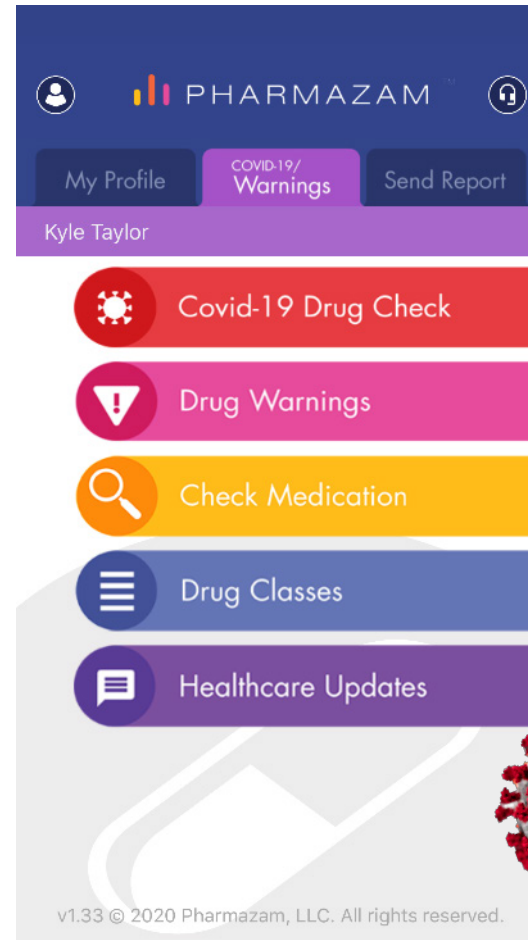 PHARMAZAM ™
My Profile
COVID-19/
Warnings
Send Report
Kyle Taylor
Covid-19 Drug Check
Drug Warnings
Check Medication
Drug Classes
Healthcare Updates
v1.33 © 2020 Pharmazam, LLC. All rights reserved.